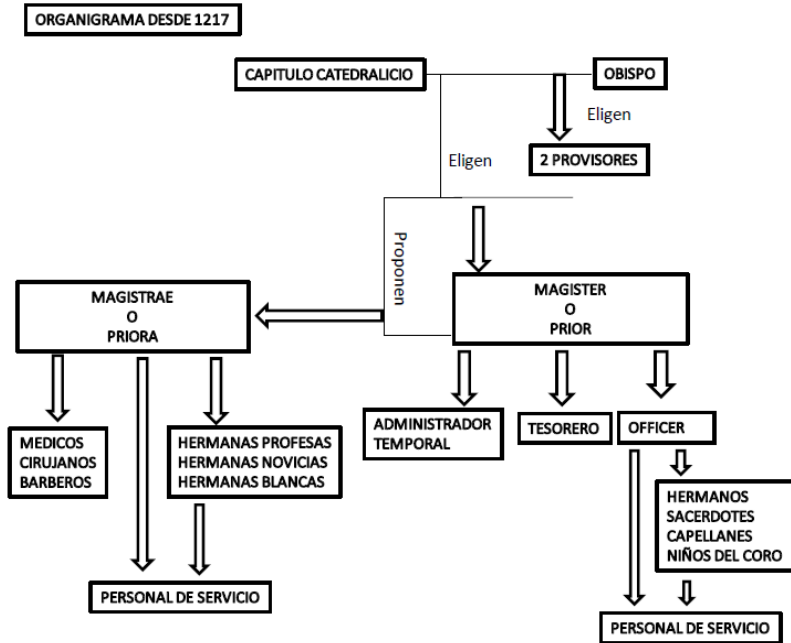 ORGANIGRAMA DESDE 1217
CAPITULO CATEDRALICIO
OBISPO
Eligen
Eligen
2 PROVISORES
Proponen
MAGISTRAE
O
PRIORA
MAGISTER
O
PRIOR
MEDICOS
CIRUJANOS
BARBEROS
HERMANAS PROFESAS
HERMANAS NOVICIAS
HERMANAS BLANCAS
ADMINISTRADOR
TEMPORAL
TESORERO
OFFICER
HERMANOS
SACERDOTES
CAPELLANES
NIÑOS DEL CORO
PERSONAL DE SERVICIO
PERSONAL DE SERVICIO